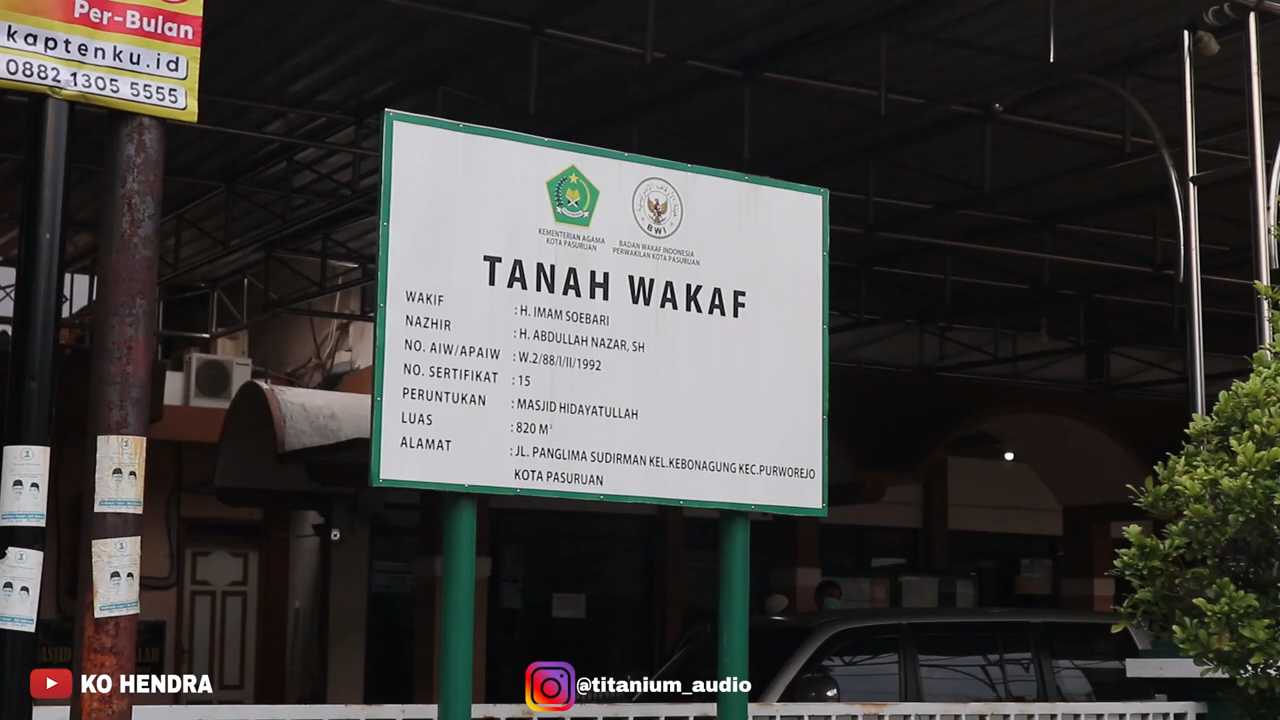 Per-Bulan
kaptenku.id
0882 1305 5555
KEMENTERIAN AGAMA
KOTA PASURUAN
BWI
BADAN WAKAF INDONESIA
PERWAKILAN KOTA PASURUAN
TANAH WAKAF
WAKIF : H. IMAM SOEBARI
NAZHIR : H. ABDULLAH NAZAR, SH
NO. AIW/APAIW : W.2/88/I/II/1992
NO. SERTIFIKAT : 15
PERUNTUKAN : MASJID HIDAYATULLAH
LUAS : 820 M²
ALAMAT : JL. PANGLIMA SUDIRMAN KEL.KEBONAGUNG KEC.PURWOREJO
KOTA PASURUAN
MASJID
KO HENDRA
@titanium_audio